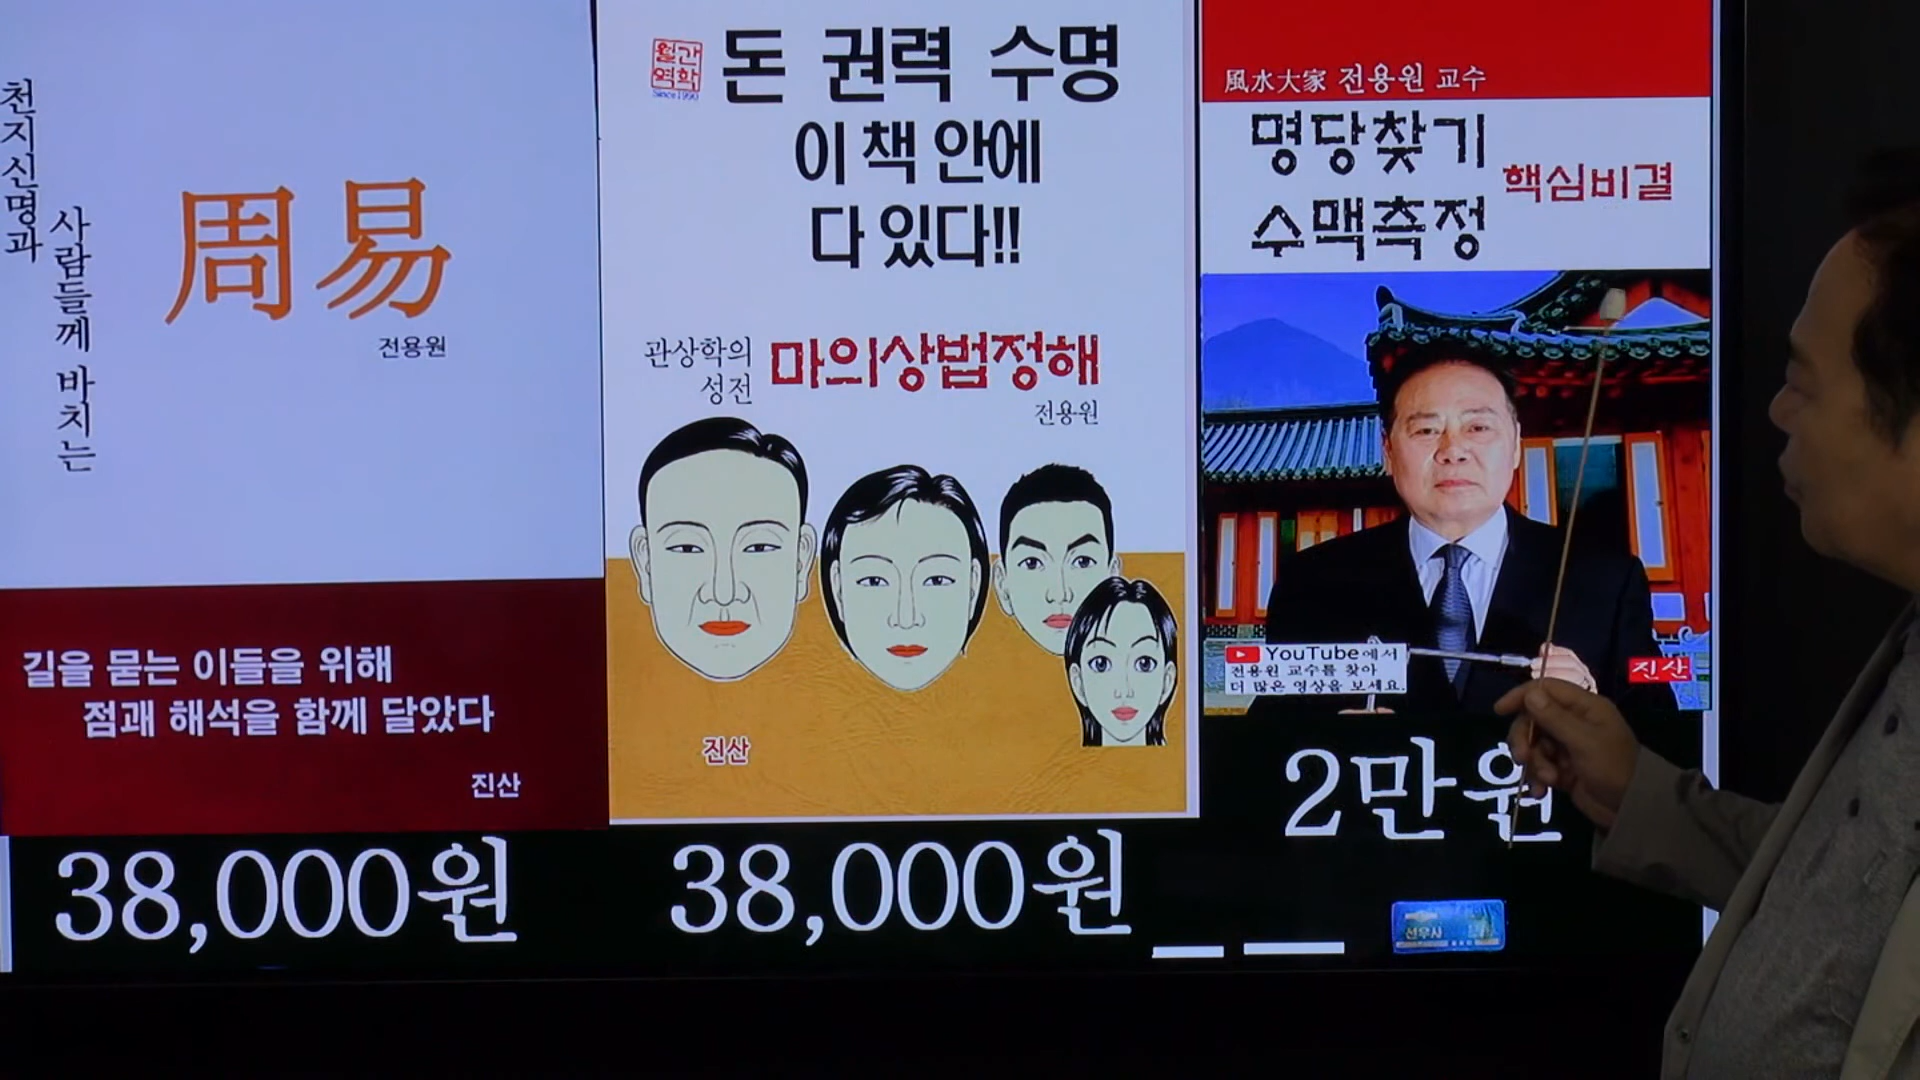 천지신명과
사람들께 바치는
周易
전용원
길을 묻는 이들을 위해
점괘 해석을 함께 달았다
진산
38,000원
월간
역학
Since1990
돈 권력 수명
이 책 안에
다 있다!!
관상학의
성전
마의상법정해
전용원
진산
38,000원
風水大家 전용원 교수
명당찾기
수맥측정
핵심비결
YouTube에서
전용원 교수를 찾아
더 많은 영상을 보세요.
진산
2만원
선우사